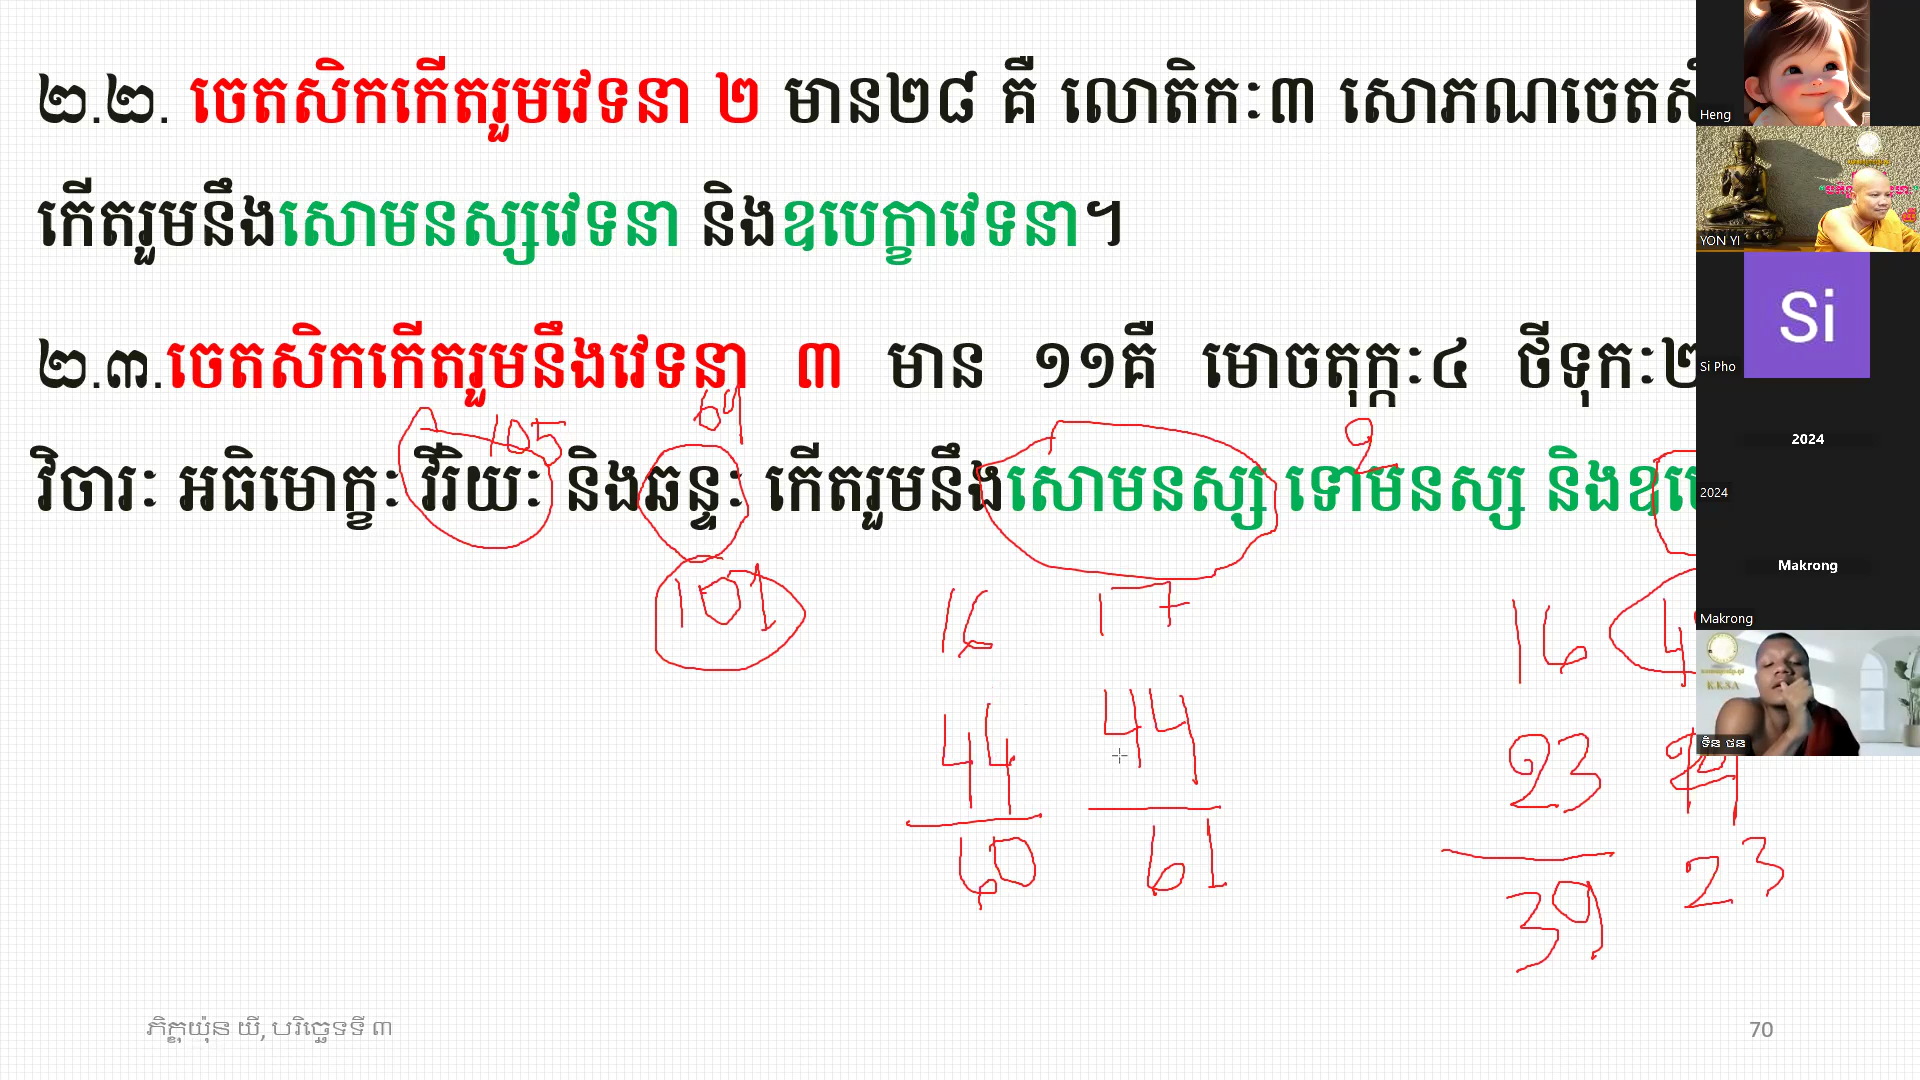 ២.២. ចេតសិកកើតរួមវេទនា ២ មាន២៨ គឺ លោតិកៈ៣ សោភណចេតស
កើតរួមនឹងសោមនស្សវេទនា និងឧបេក្ខាវេទនា។
២.៣.ចេតសិកកើតរួមនឹងវេទនា ៣ មាន ១១គឺ មោចតុក្កៈ៤ ថីទុកៈ២
វិចារៈ អធិមោក្ខៈ វីរិយៈ និងឆន្ទៈ កើតរួមនឹងសោមនស្ស ទោមនស្ស និងឧបេ
105
69
2
101
16 17
16 4
44 44
23
60 61
23
39
ភិក្ខុយ៉ុន យី, បរិច្ឆេទទី ៣
70
Heng
YON YI
Si
Si Pho
2024
2024
Makrong
Makrong
K.K.S.A
ទិន ថន